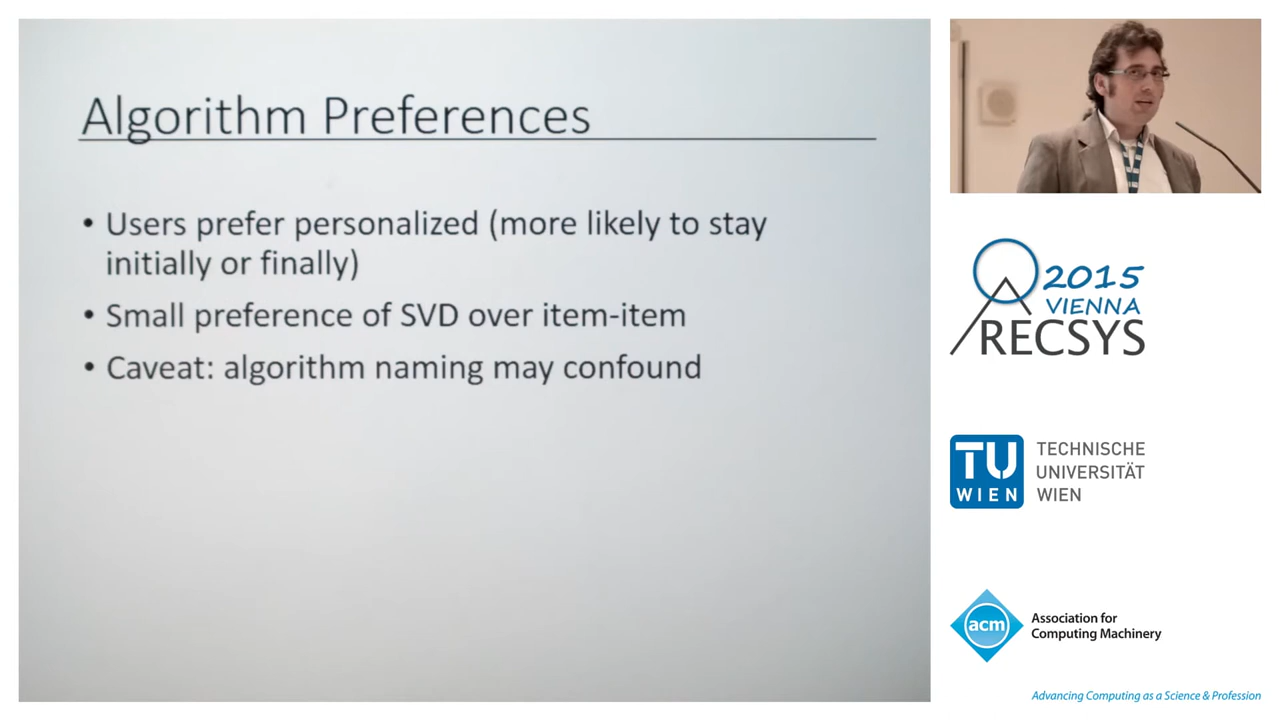 Algorithm Preferences
• Users prefer personalized (more likely to stay
initially or finally)
• Small preference of SVD over item-item
• Caveat: algorithm naming may confound
2015
VIENNA
RECSYS
TU
WIEN
TECHNISCHE
UNIVERSITÄT
WIEN
acm
Association for
Computing Machinery
Advancing Computing as a Science & Profession